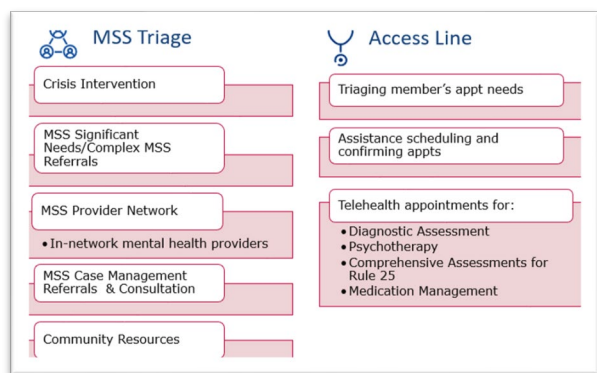 MSS Triage
Crisis Intervention
MSS Significant
Needs/Complex MSS
Referrals
MSS Provider Network
•In-network mental health providers
MSS Case Management
Referrals & Consultation
Community Resources
Access Line
Triaging member's appt needs
Assistance scheduling and
confirming appts
Telehealth appointments for:
•Diagnostic Assessment
•Psychotherapy
•Comprehensive Assessments for
Rule 25
•Medication Management